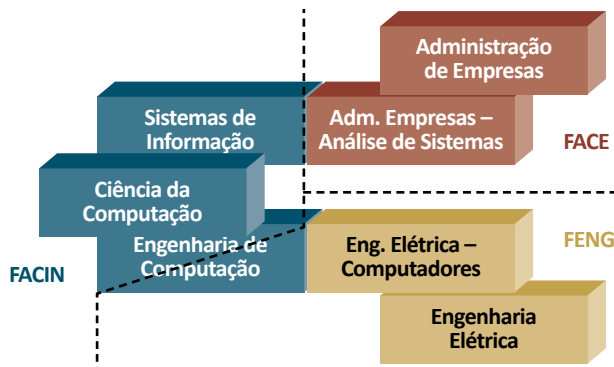 Administração
de Empresas
Sistemas de
Informação
Adm. Empresas –
Análise de Sistemas
FACE
Ciência da
Computação
Engenharia de
Computação
Eng. Elétrica –
Computadores
FENG
FACIN
Engenharia
Elétrica